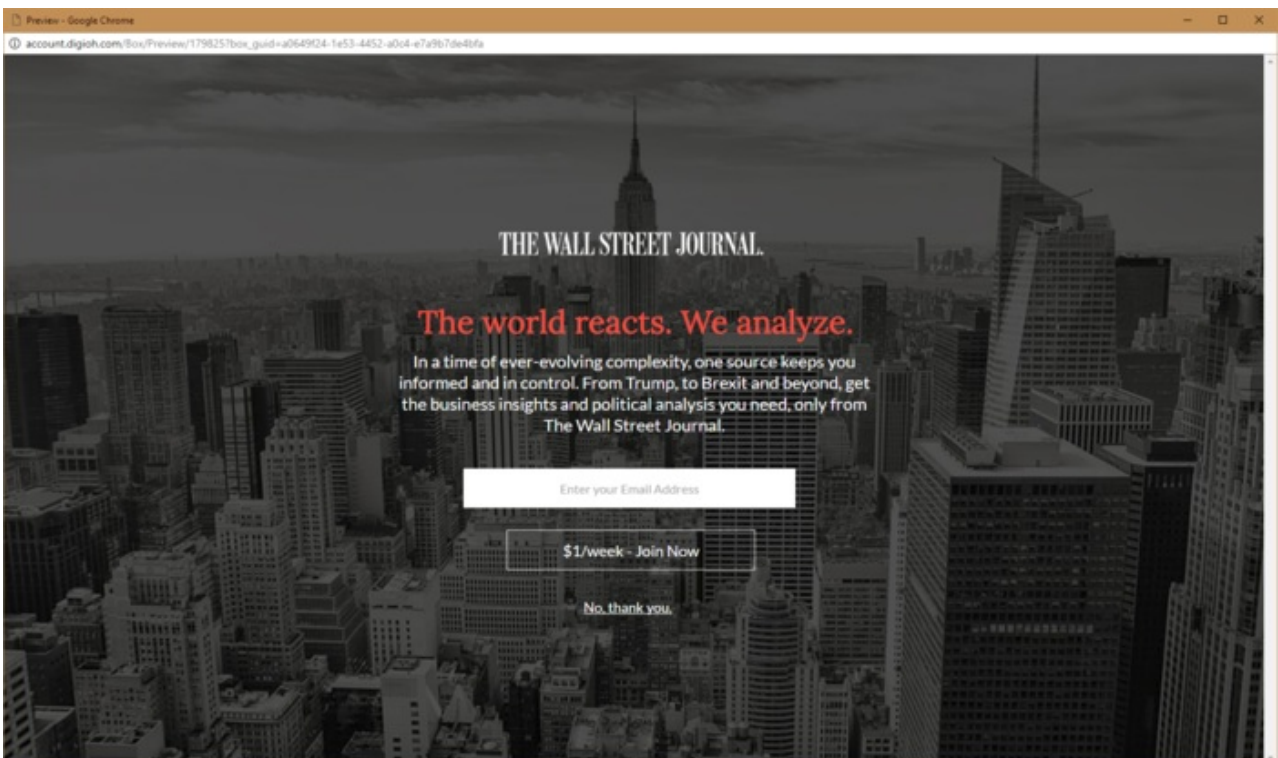 Preview - Google Chrome
account.digioh.com/Box/Preview/179825?box_guid=a0649f24-1e53-4452-a0c4-e7a9b7de4bfa
THE WALL STREET JOURNAL.
The world reacts. We analyze.
In a time of ever-evolving complexity, one source keeps you
informed and in control. From Trump, to Brexit and beyond, get
the business insights and political analysis you need, only from
The Wall Street Journal.
Enter your Email Address
$1/week - Join Now
No, thank you.